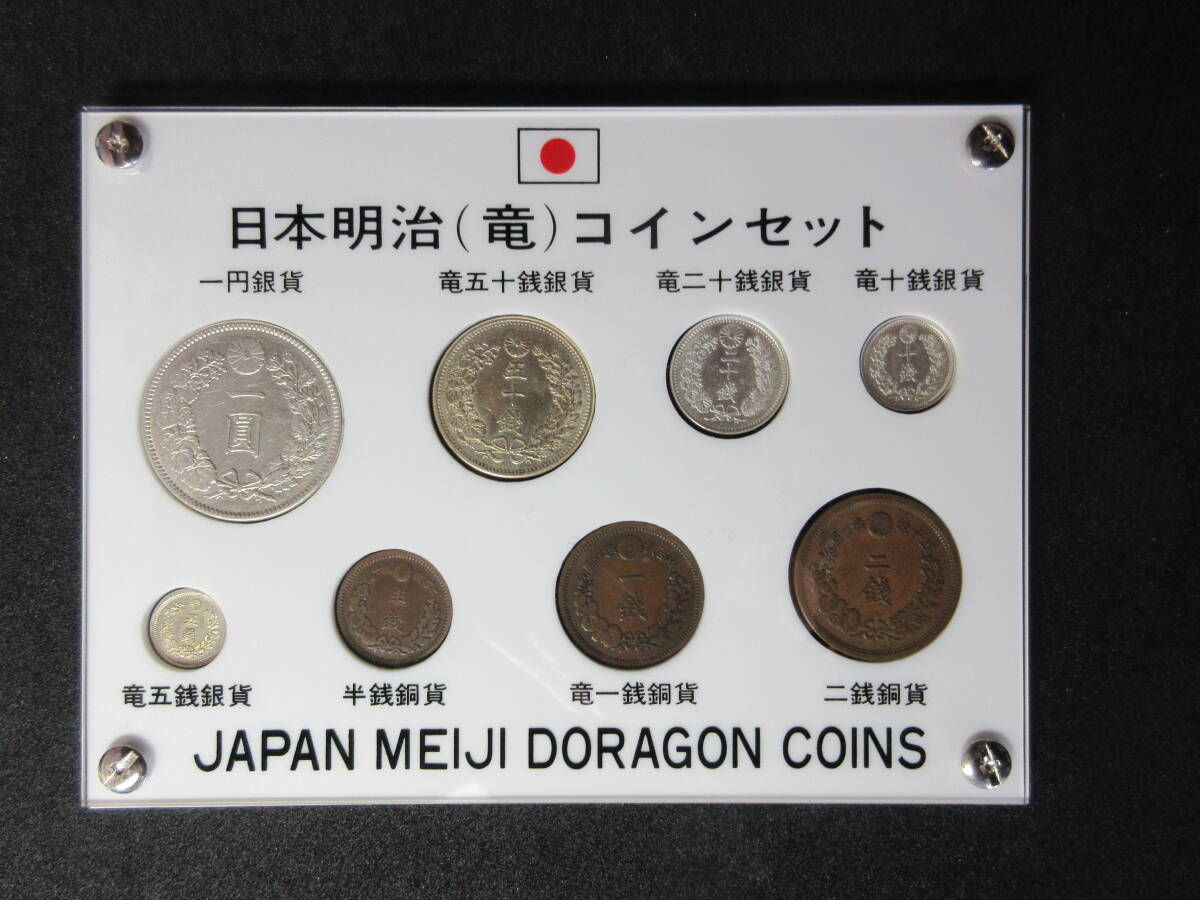 日本明治(竜)コインセット
一円銀貨 竜五十銭銀貨 竜二十銭銀貨 竜十銭銀貨
一圓 五十銭 二十錢 十錢
五錢 半錢 一錢 二錢
竜五銭銀貨 半銭銅貨 竜一銭銅貨 二銭銅貨
JAPAN MEIJI DORAGON COINS